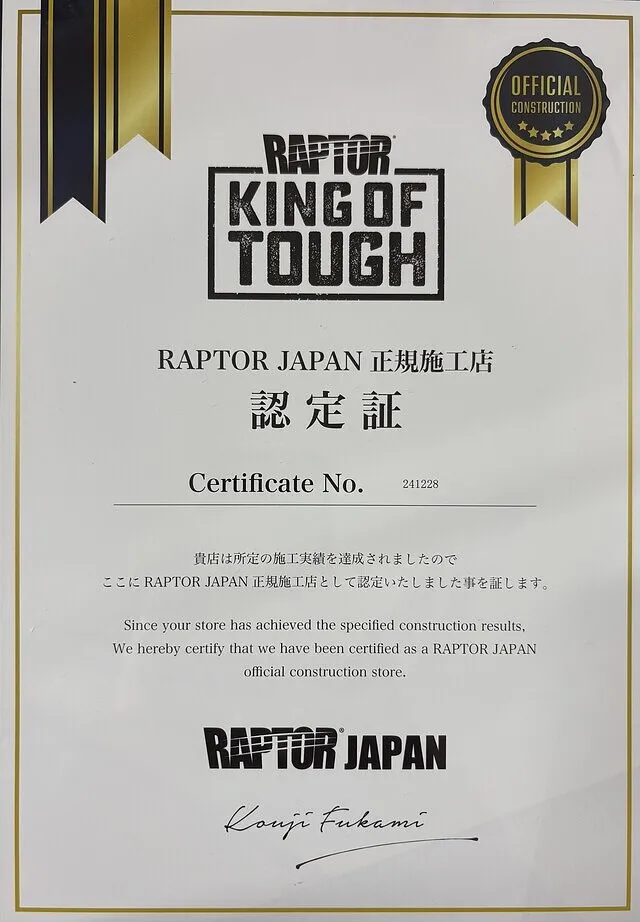 OFFICIAL
CONSTRUCTION
RAPTOR®
KING OF
TOUGH
RAPTOR JAPAN 正規施工店
認定証
Certificate No. 241228
貴店は所定の施工実績を達成されましたので
ここに RAPTOR JAPAN 正規施工店として認定いたしました事を証します。
Since your store has achieved the specified construction results,
We hereby certify that we have been certified as a RAPTOR JAPAN
official construction store.
RAPTOR® JAPAN
Kouji Fukami